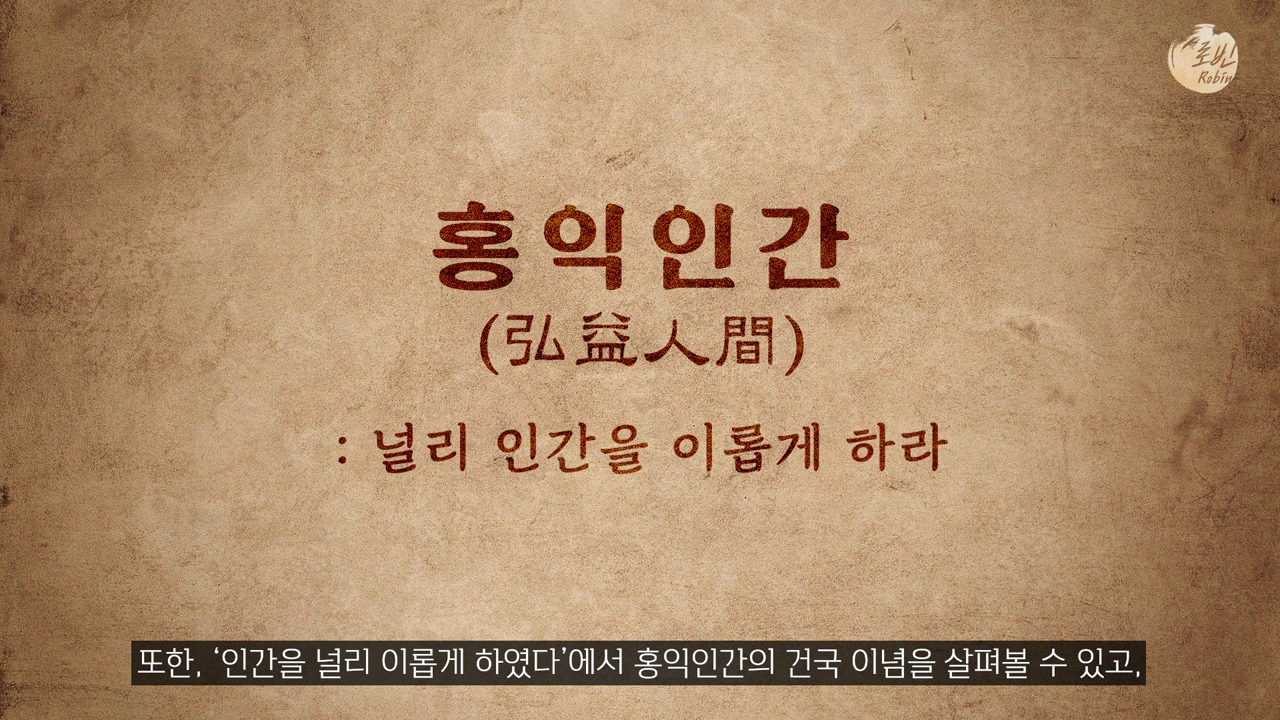 로빈
Robin
홍익인간
(弘益人間)
: 널리 인간을 이롭게 하라
또한, ‘인간을 널리 이롭게 하였다’에서 홍익인간의 건국 이념을 살펴볼 수 있고,